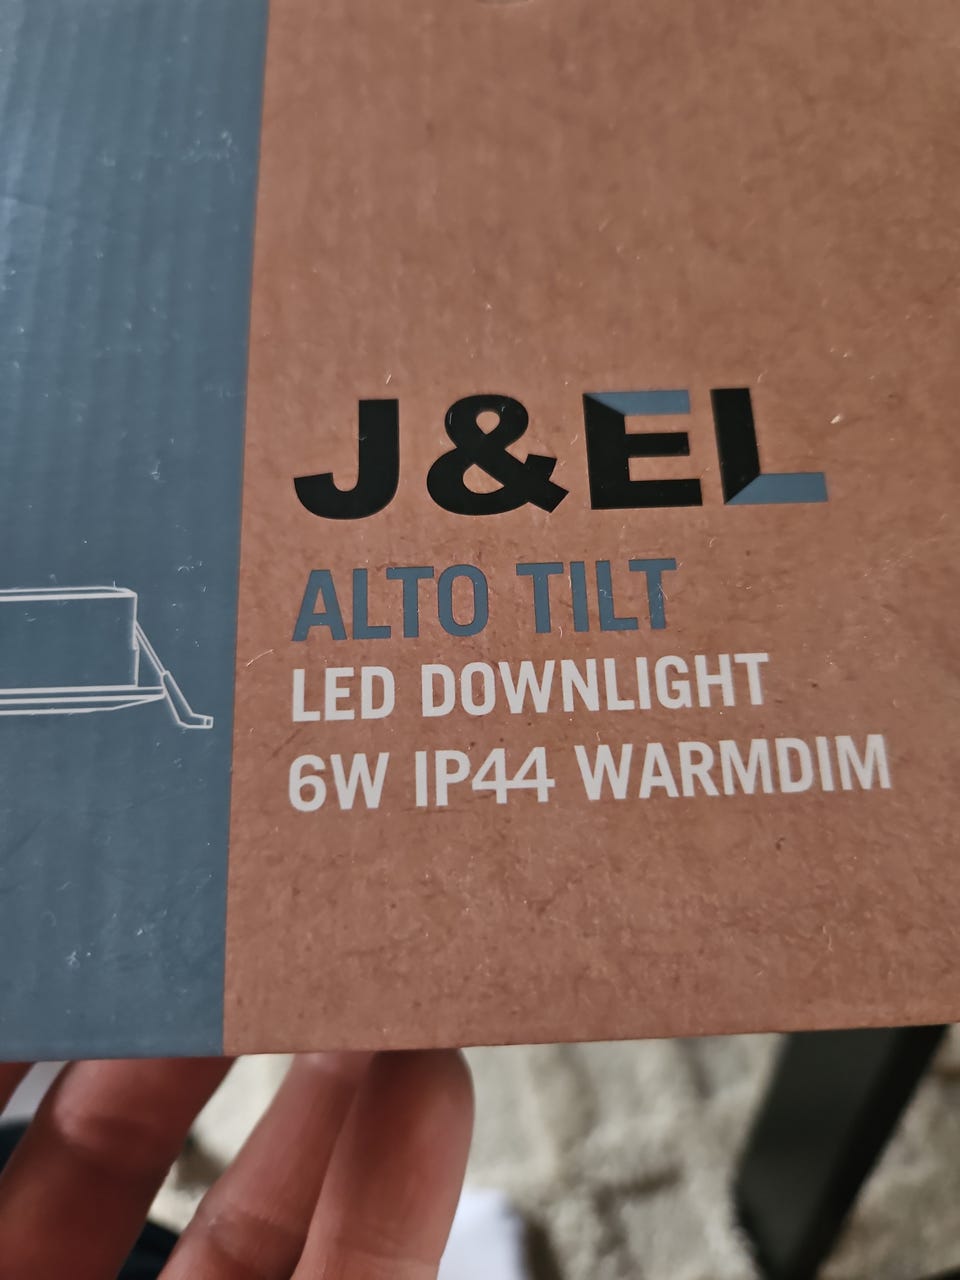 J&EL
ALTO TILT
LED DOWNLIGHT
6W IP44 WARMDIM